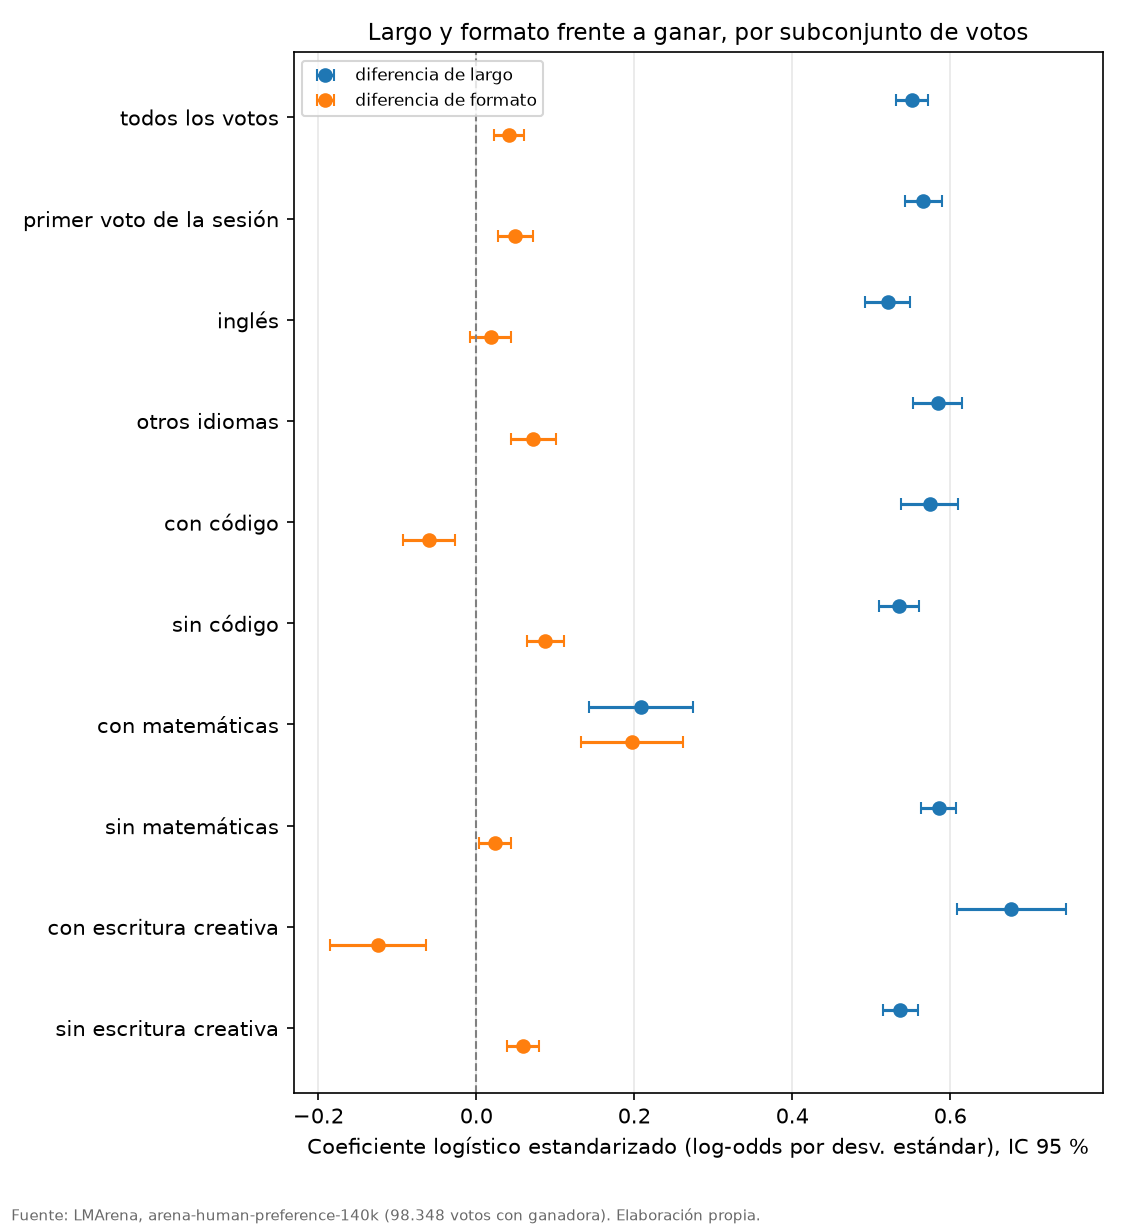 Largo y formato frente a ganar, por subconjunto de votos
diferencia de largo
diferencia de formato
todos los votos
primer voto de la sesión
inglés
otros idiomas
con código
sin código
con matemáticas
sin matemáticas
con escritura creativa
sin escritura creativa
−0.2 0.0 0.2 0.4 0.6
Coeficiente logístico estandarizado (log-odds por desv. estándar), IC 95 %
Fuente: LMArena, arena-human-preference-140k (98.348 votos con ganadora). Elaboración propia.